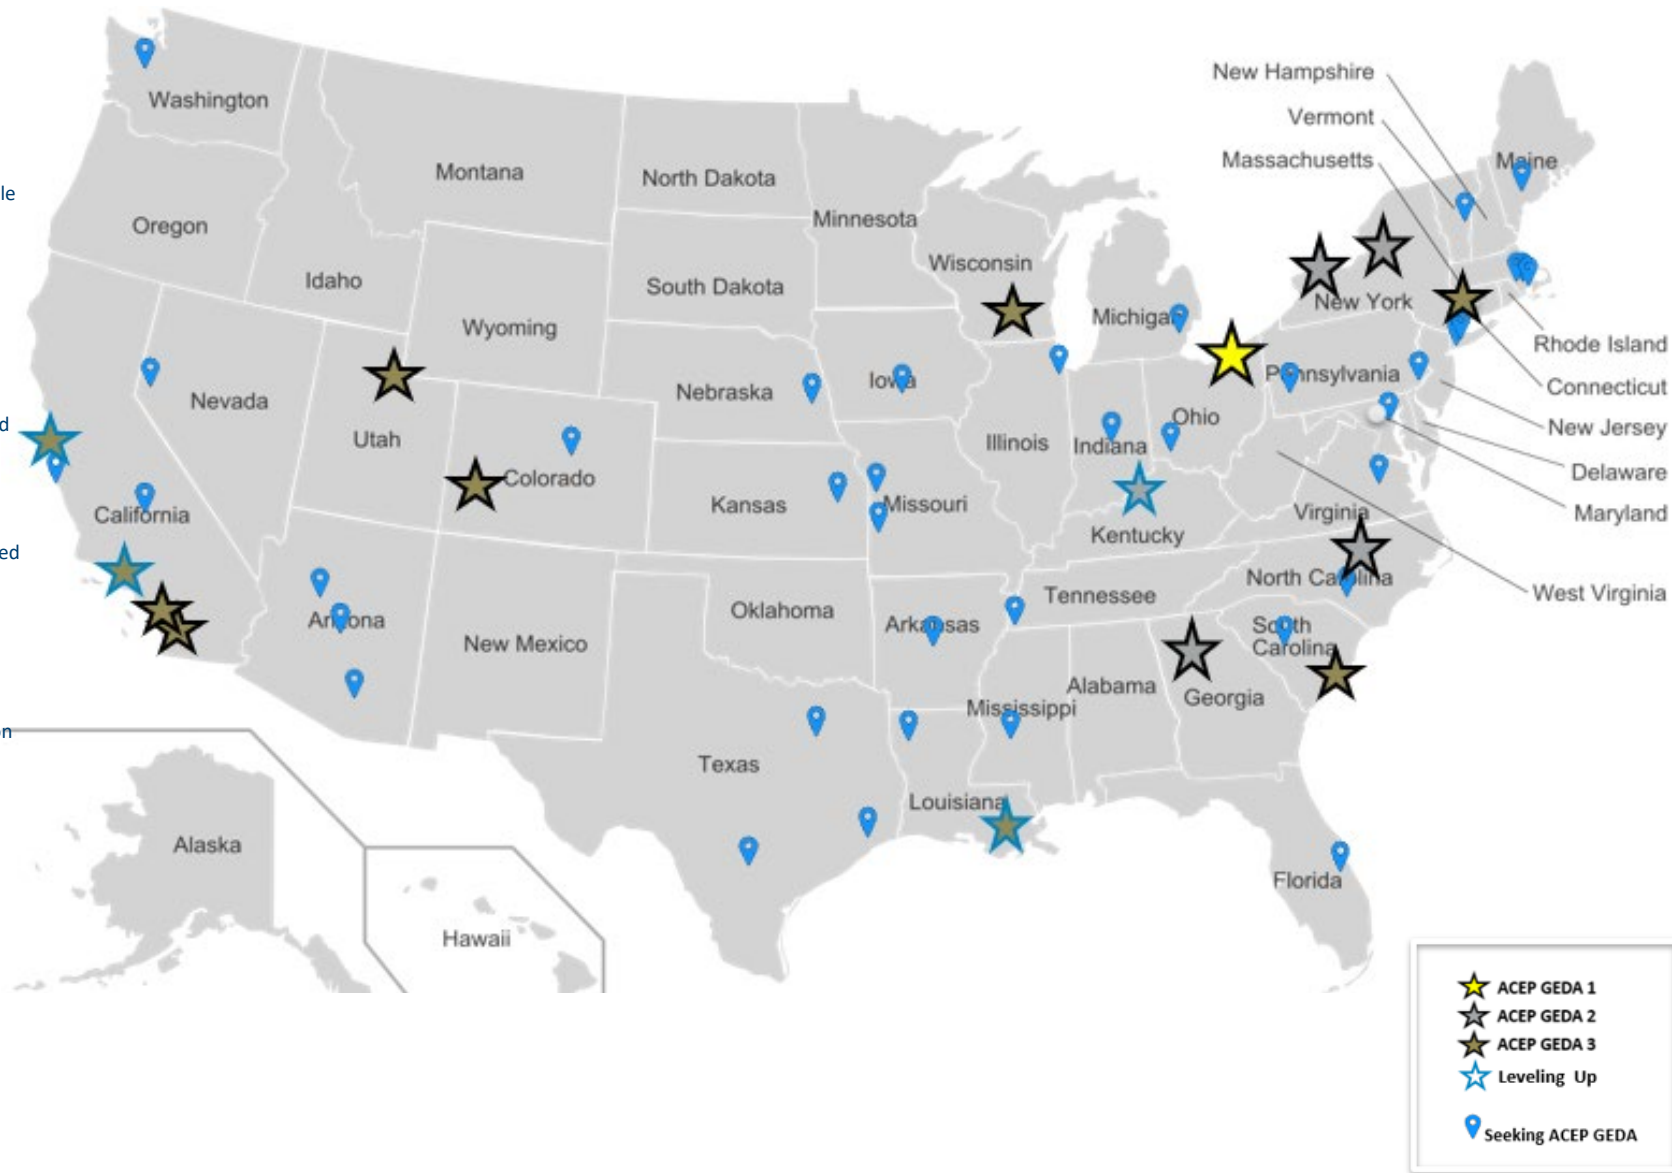 New Hampshire
Washington
Vermont
Massachusetts
Maine
Montana
North Dakota
le
Minnesota
Oregon
Wisconsin
Idaho
South Dakota
New York
Wyoming
Michigan
Rhode Island
Pennsylvania
Iowa
Nebraska
Connecticut
Nevada
Ohio
d
New Jersey
Utah
Illinois
Indiana
Delaware
Colorado
Kansas
Missouri
California
Virginia
Maryland
Kentucky
ed
North Carolina
West Virginia
Tennessee
Oklahoma
Arizona
Arkansas
South
Carolina
New Mexico
Alabama
Georgia
Mississippi
on
Texas
Louisiana
Alaska
Florida
Hawaii
ACEP GEDA 1
ACEP GEDA 2
ACEP GEDA 3
Leveling Up
Seeking ACEP GEDA